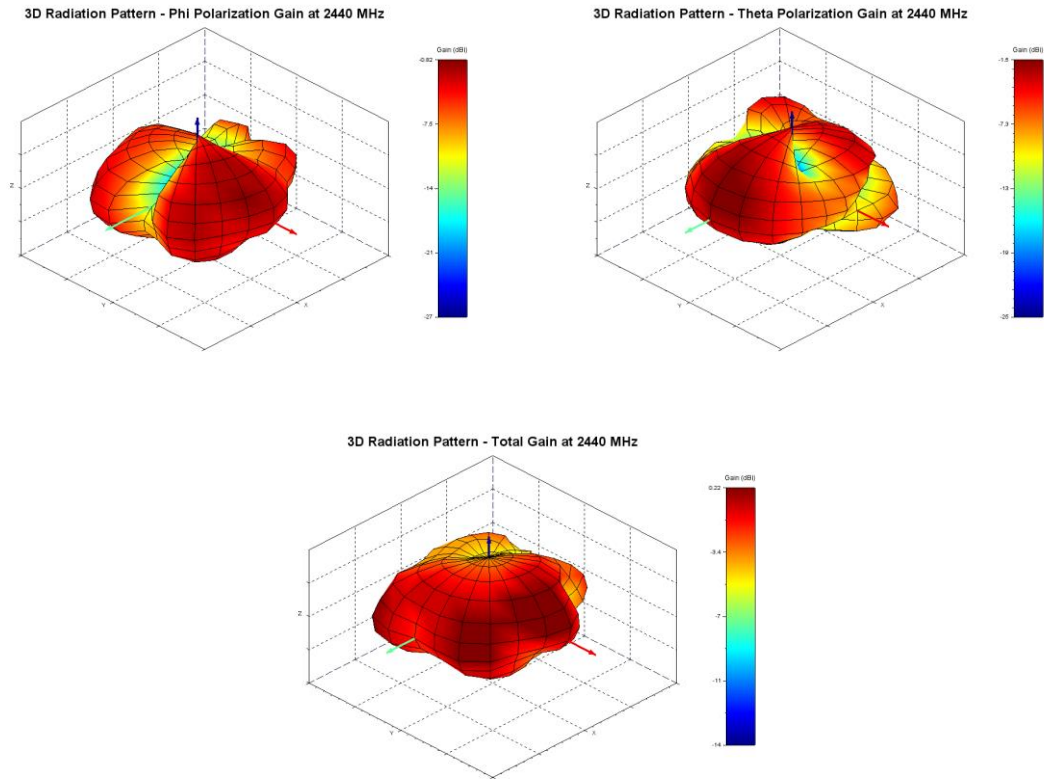 3D Radiation Pattern - Phi Polarization Gain at 2440 MHz
Gain (dBi)
-0.82
-7.5
-14
-21
-27
Z
Y
X
3D Radiation Pattern - Theta Polarization Gain at 2440 MHz
Gain (dBi)
-1.8
-7.3
-13
-19
-25
Z
Y
X
3D Radiation Pattern - Total Gain at 2440 MHz
Gain (dBi)
0.22
-3.4
-7
-11
-14
Z
Y
X